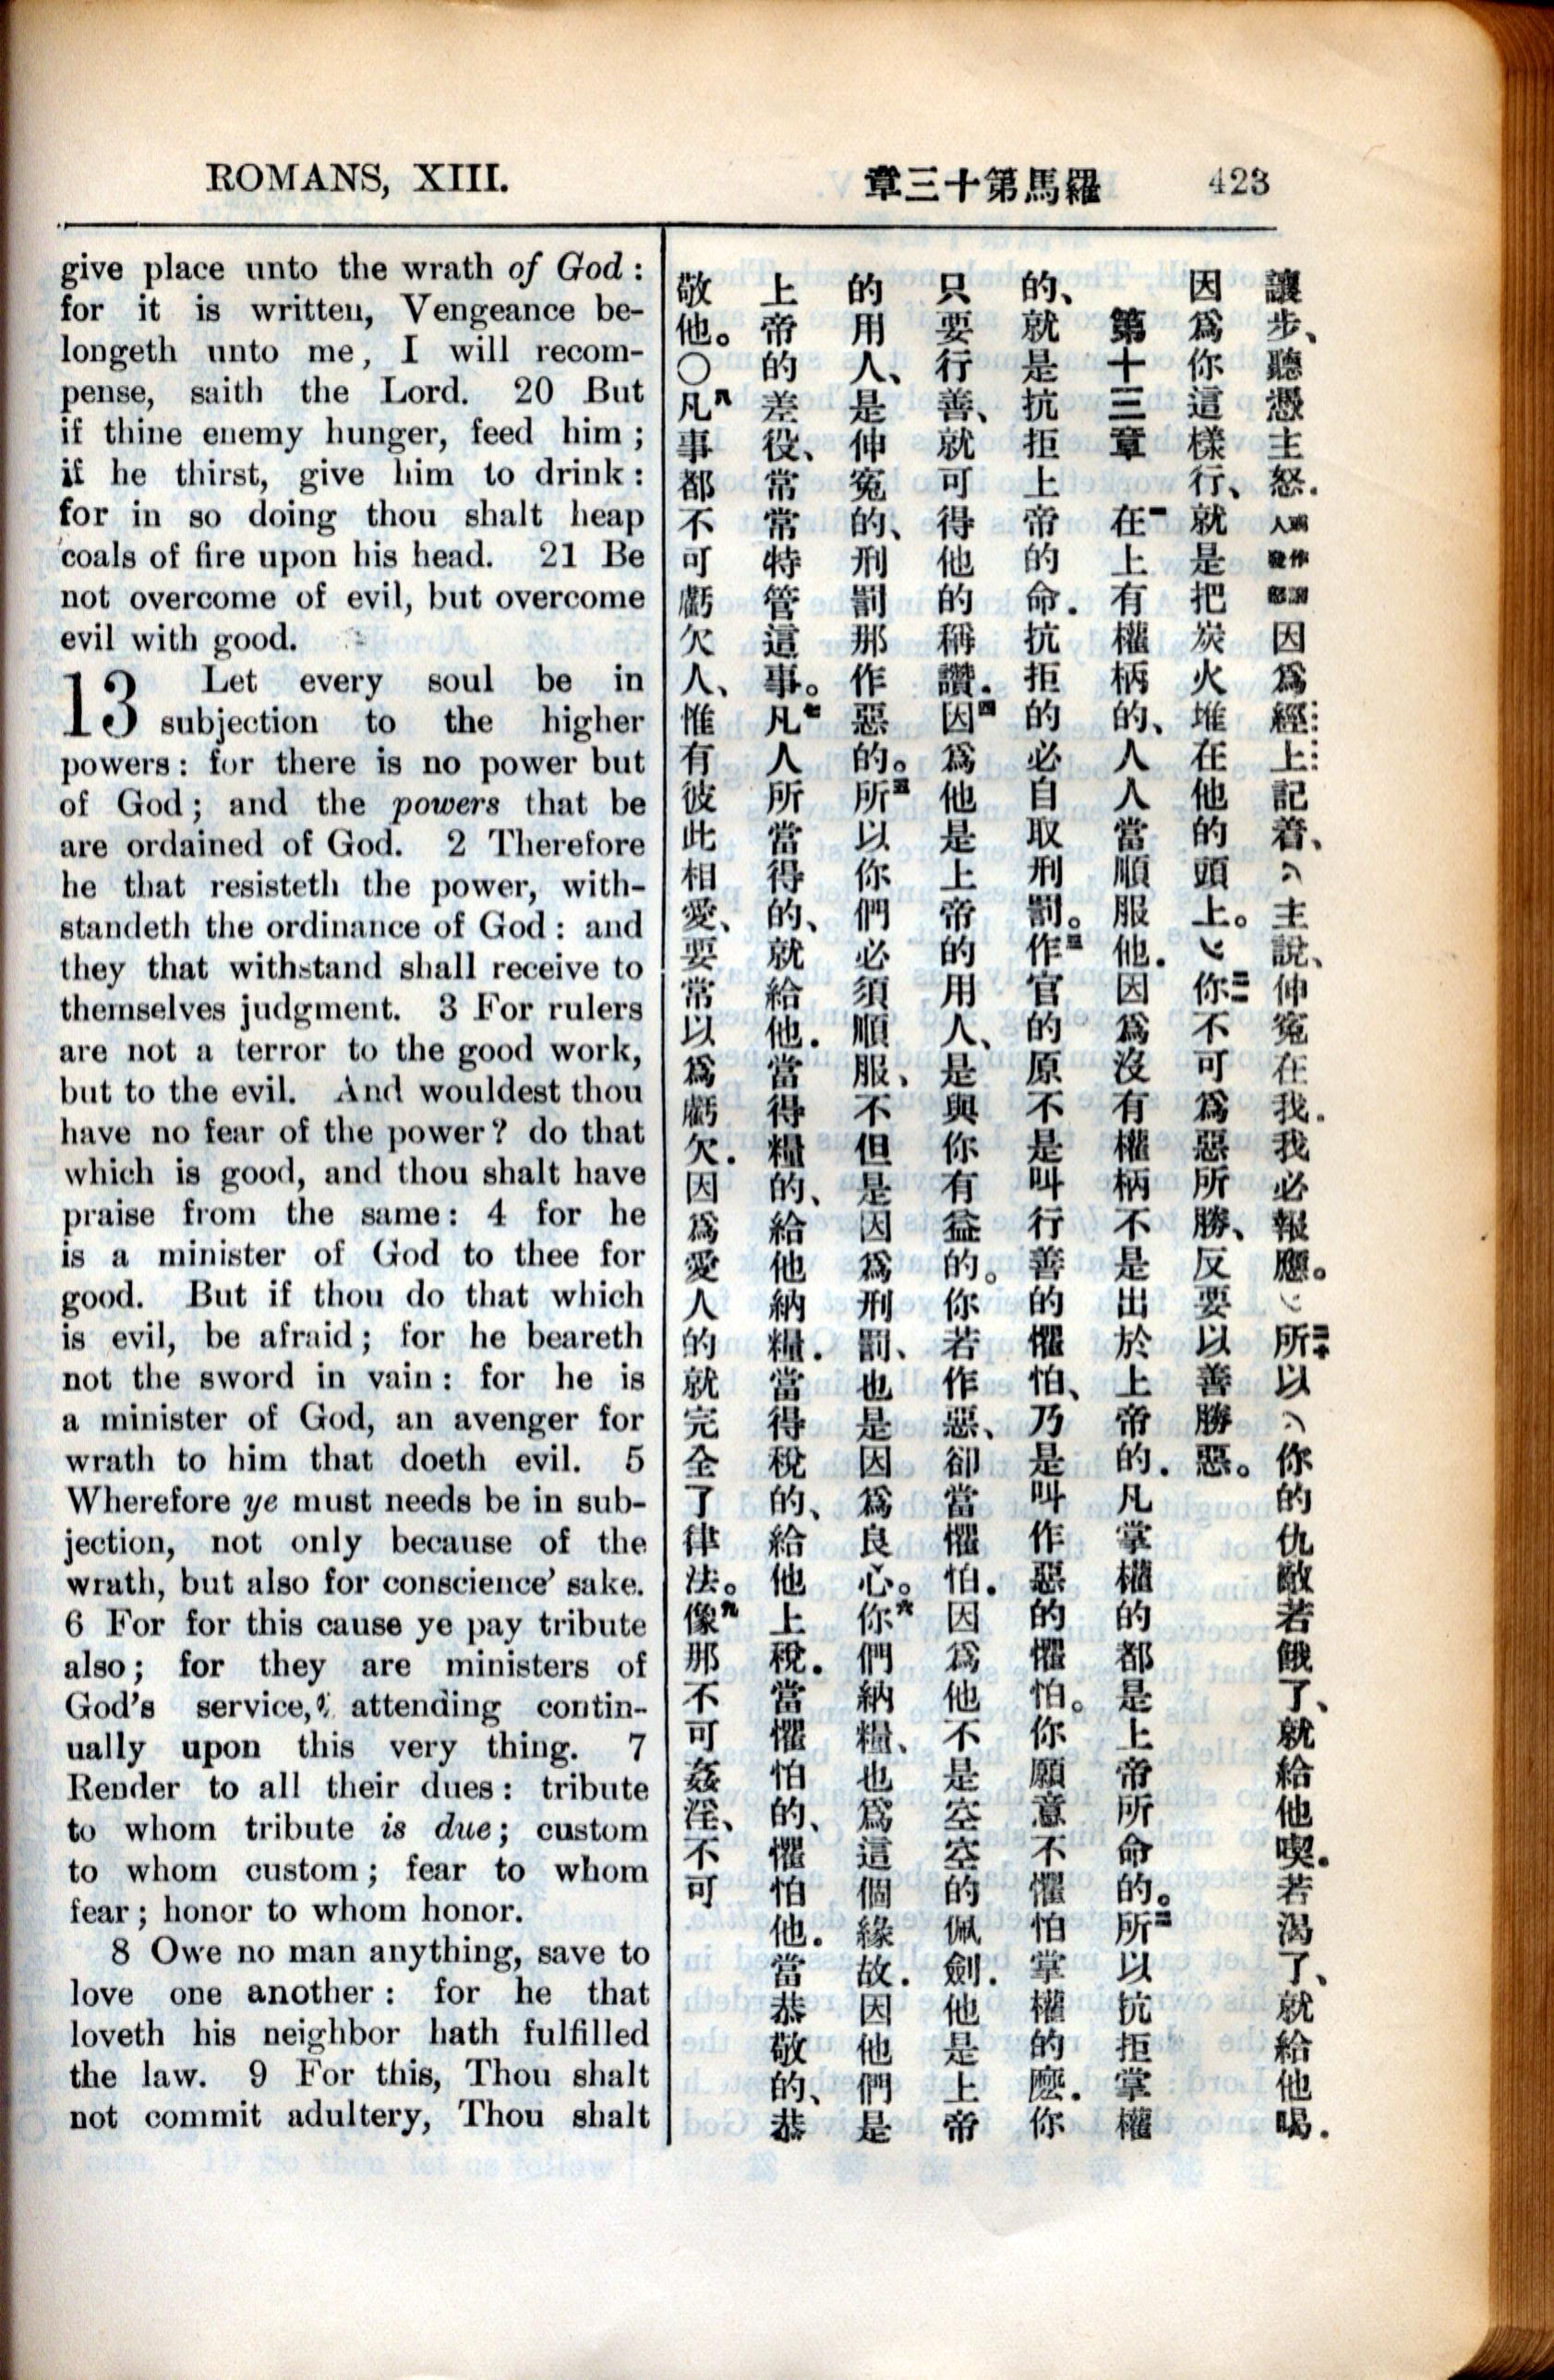 ROMANS, XIII.
章三十第馬羅
423
give place unto the wrath of God :
for it is written, Vengeance be-
longeth unto me, I will recom-
pense, saith the Lord. 20 But
if thine enemy hunger, feed him ;
if he thirst, give him to drink :
for in so doing thou shalt heap
coals of fire upon his head. 21 Be
not overcome of evil, but overcome
evil with good.
13 Let every soul be in
subjection to the higher
powers : for there is no power but
of God ; and the powers that be
are ordained of God. 2 Therefore
he that resisteth the power, with-
standeth the ordinance of God : and
they that withstand shall receive to
themselves judgment. 3 For rulers
are not a terror to the good work,
but to the evil. And wouldest thou
have no fear of the power ? do that
which is good, and thou shalt have
praise from the same : 4 for he
is a minister of God to thee for
good. But if thou do that which
is evil, be afraid ; for he beareth
not the sword in vain : for he is
a minister of God, an avenger for
wrath to him that doeth evil. 5
Wherefore ye must needs be in sub-
jection, not only because of the
wrath, but also for conscience' sake.
6 For for this cause ye pay tribute
also ; for they are ministers of
God's service, attending contin-
ually upon this very thing. 7
Render to all their dues : tribute
to whom tribute is due ; custom
to whom custom ; fear to whom
fear ; honor to whom honor.
8 Owe no man anything, save to
love one another : for he that
loveth his neighbor hath fulfilled
the law. 9 For this, Thou shalt
not commit adultery, Thou shalt
讓步、聽憑主怒.因爲經上記着、主說、伸冤在我.我必報應。所二十以你的仇敵若餓了、就給他喫.若渴了、就給他喝.
因爲你這樣行、就是把炭火堆在他的頭上。你二一不可爲惡所勝、反要以善勝惡。
第十三章 在一上有權柄的、人人當順服他.因爲沒有權柄不是出於上帝的.凡掌權的都是上帝所命的。所二以抗拒掌權
的、就是抗拒上帝的命.抗拒的必自取刑罰。作三官的原不是叫行善的懼怕、乃是叫作惡的懼怕。你願意不懼怕掌權的麽.你
只要行善、就可得他的稱讚.因四爲他是上帝的用人、是與你有益的。你若作惡、卻當懼怕.因爲他不是空空的佩劍.他是上帝
的用人、是伸冤的、刑罰那作惡的。所五以你們必須順服、不但是因爲刑罰、也是因爲良心。你六們納糧、也爲這個緣故.因他們是
上帝的差役、常常特管這事。凡七人所當得的、就給他.當得糧的、給他納糧.當得稅的、給他上稅.當懼怕的、懼怕他.當恭敬的、恭
敬他。〇凡八事都不可虧欠人、惟有彼此相愛、要常以爲虧欠.因爲愛人的就完全了律法。像九那不可姦淫、不可